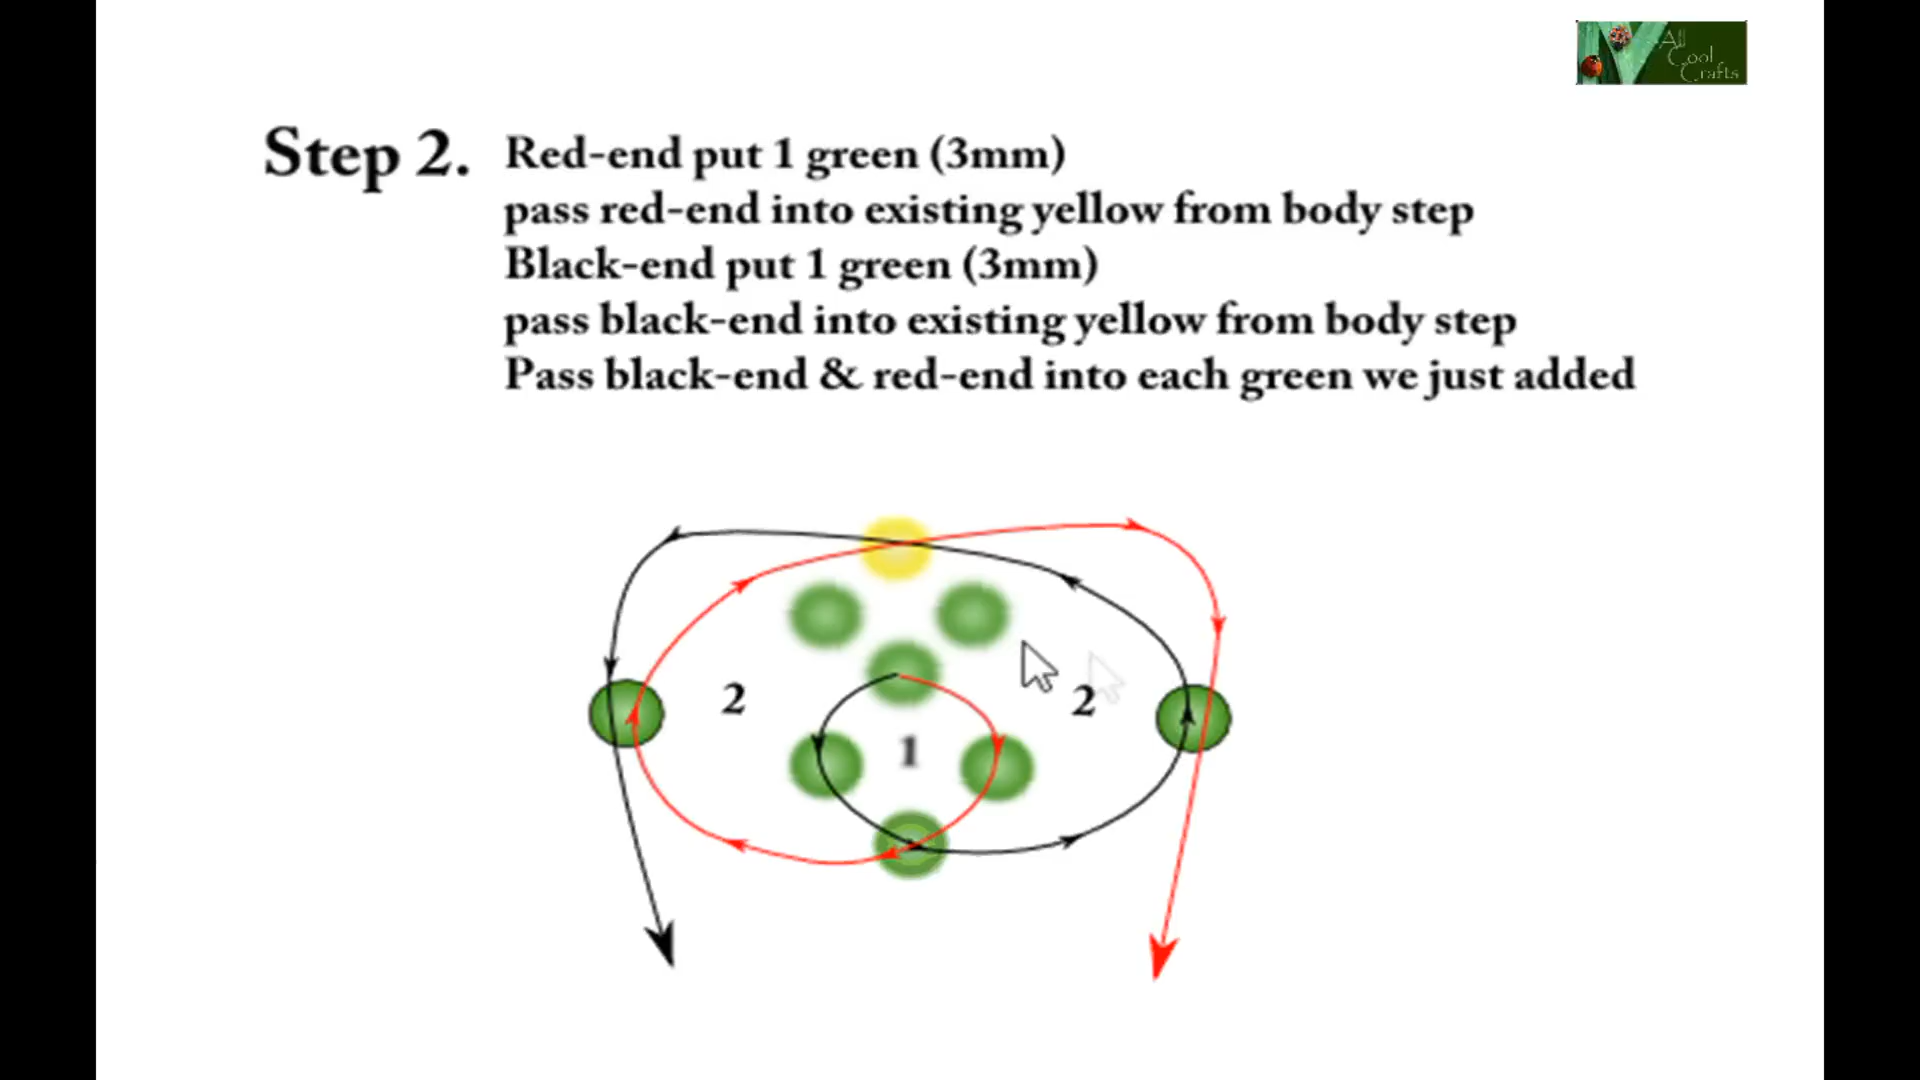 All
Cool
Crafts
Step 2. Red-end put 1 green (3mm)
pass red-end into existing yellow from body step
Black-end put 1 green (3mm)
pass black-end into existing yellow from body step
Pass black-end & red-end into each green we just added
2
2
1